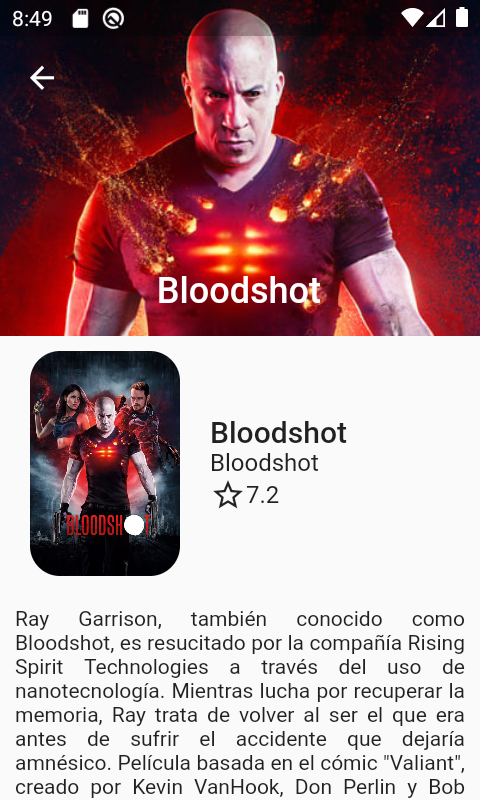 8:49
Bloodshot
Bloodshot
Bloodshot
7.2
BLOODSHOT
Ray Garrison, también conocido como
Bloodshot, es resucitado por la compañía Rising
Spirit Technologies a través del uso de
nanotecnología. Mientras lucha por recuperar la
memoria, Ray trata de volver al ser el que era
antes de sufrir el accidente que dejaría
amnésico. Película basada en el cómic "Valiant",
creado por Kevin VanHook, Don Perlin y Bob